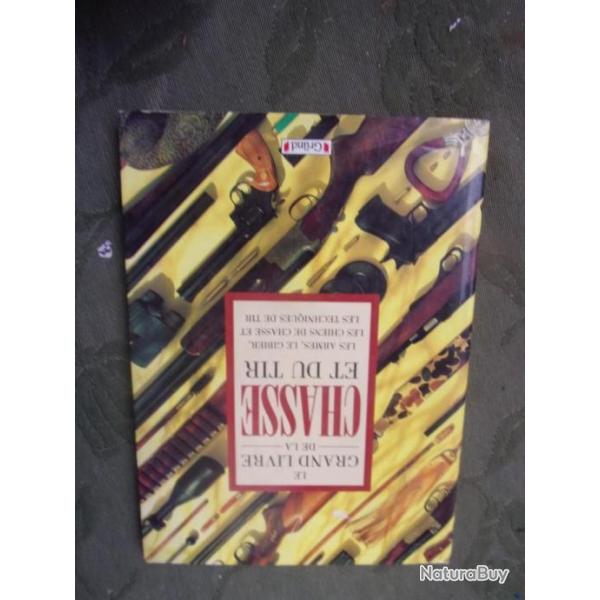 LE
GRAND LIVRE
DE LA
CHASSE
ET DU TIR
LES ARMES, LE GIBIER,
LES CHIENS DE CHASSE ET
LES TECHNIQUES DE TIR
Gründ
NaturaBuy